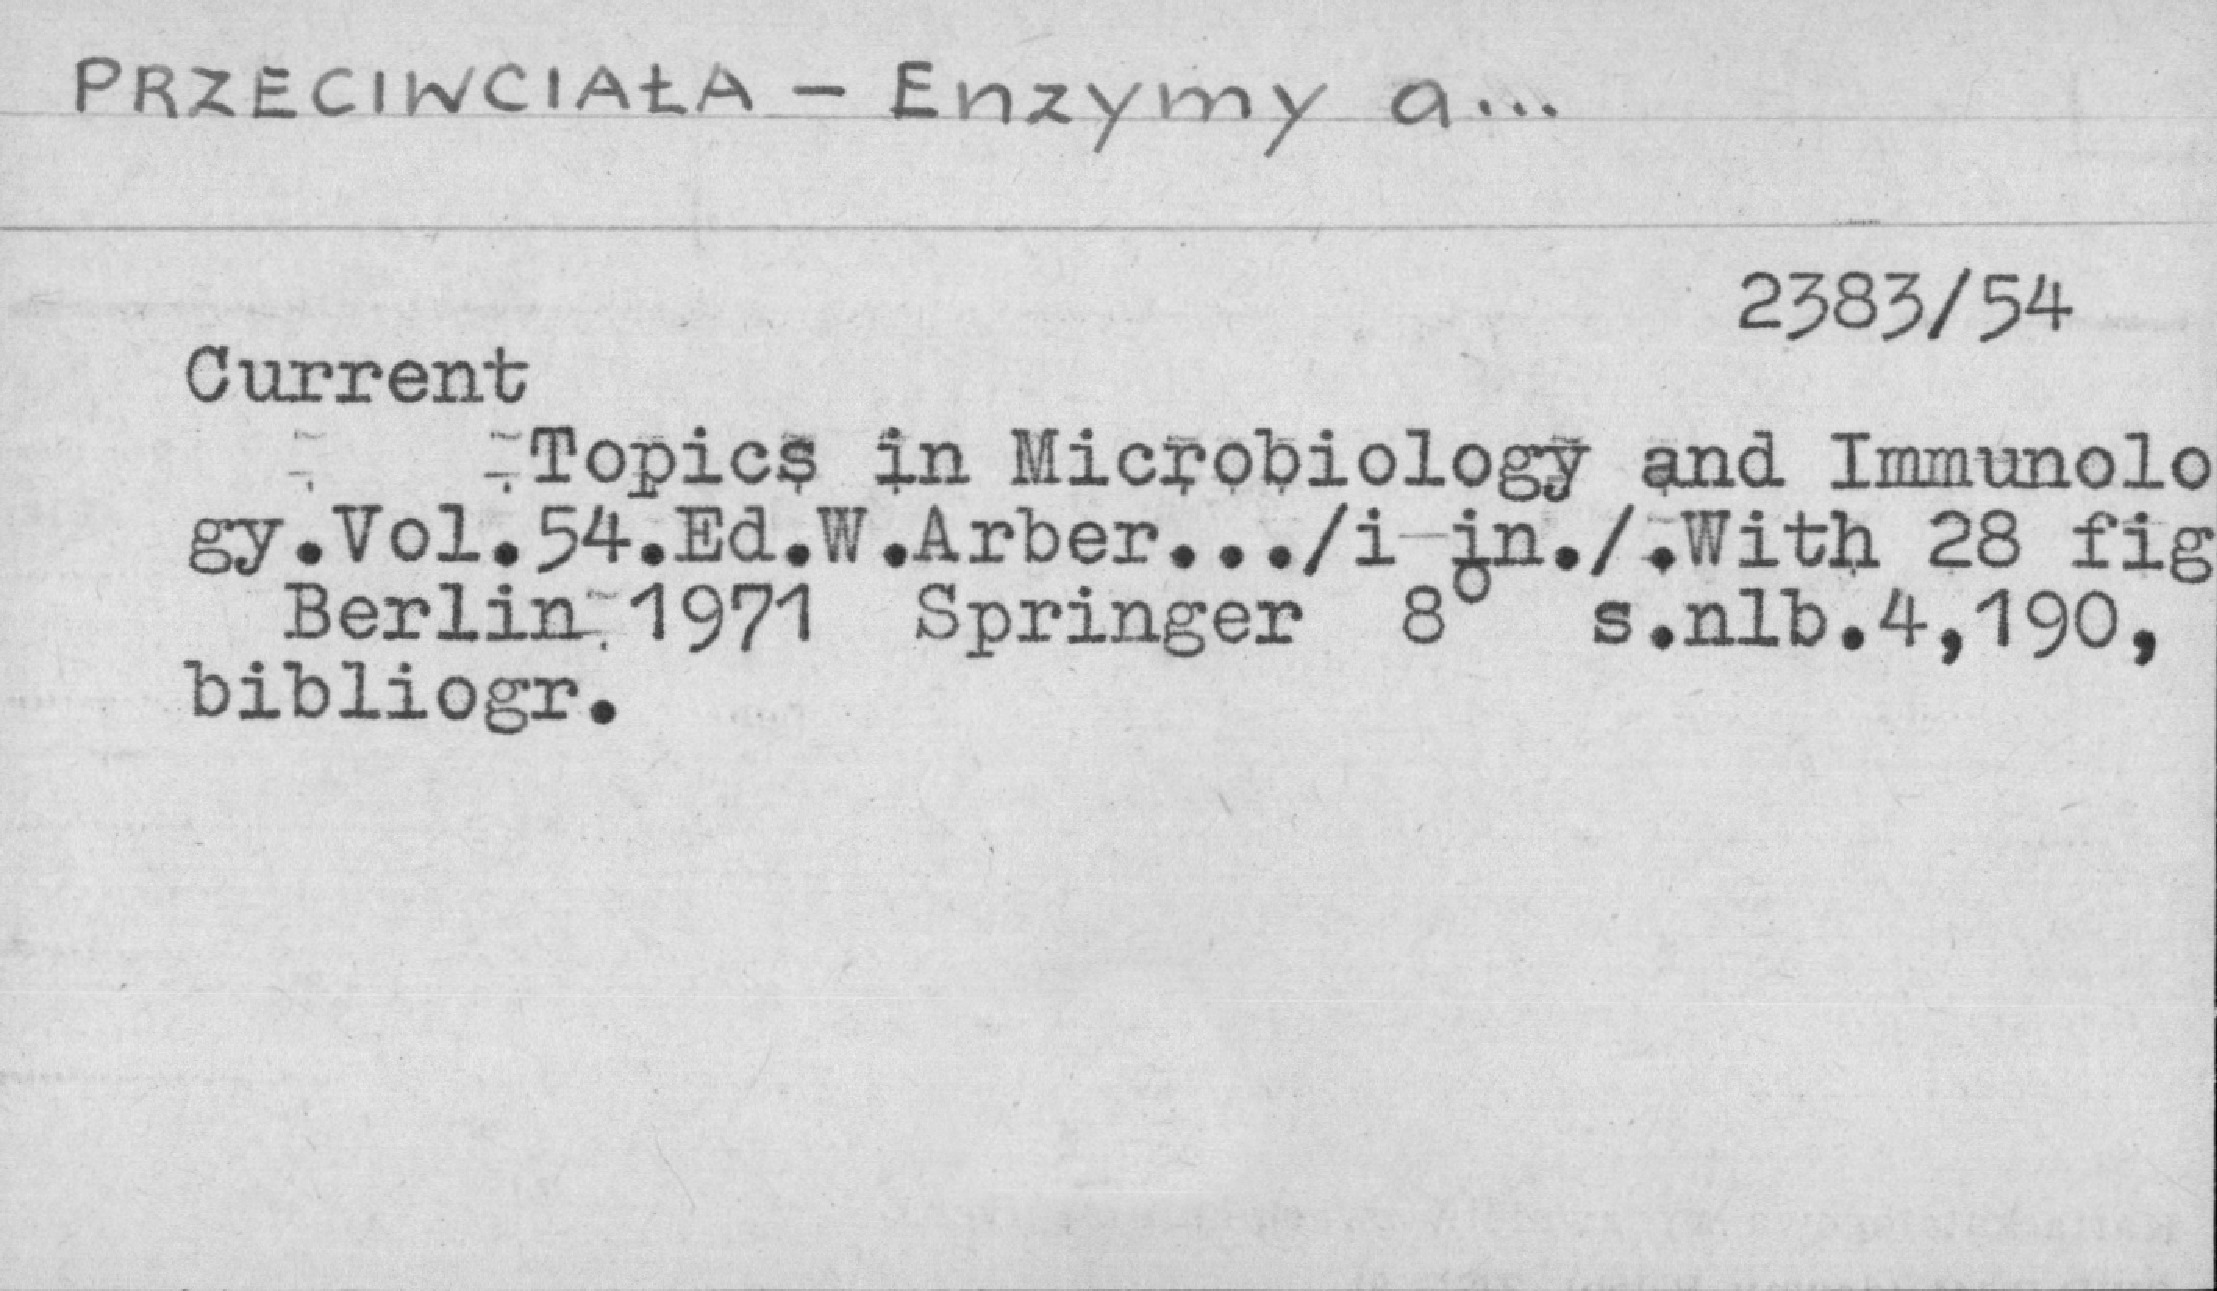 PRZECIWCIAŁA – Enzymy a...
2383/54
Current
Topics in Microbiology and Immunolo
gy.Vol.54.Ed.W.Arber.../i in./.With 28 fig
Berlin 1971 Springer 8° s.nlb.4,190,
bibliogr.